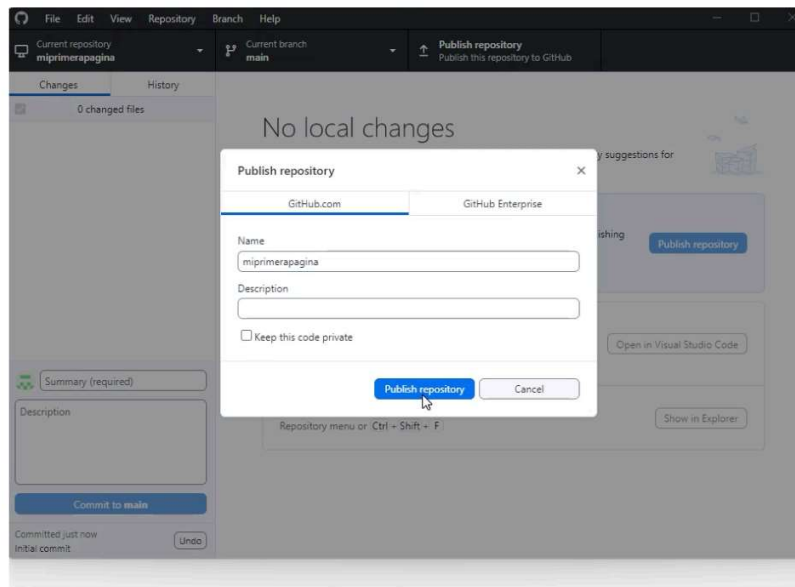 File Edit View Repository Branch Help
Current repository
miprimerapagina
Current branch
main
Publish repository
Publish this repository to GitHub
Changes History
0 changed files
No local changes
y suggestions for
Publish repository
GitHub.com GitHub Enterprise
ishing
Publish repository
Name
miprimerapagina
Description
Keep this code private
Open in Visual Studio Code
Publish repository Cancel
Summary (required)
Description
Repository menu or Ctrl + Shift + F
Show in Explorer
Commit to main
Committed just now
Initial commit
Undo